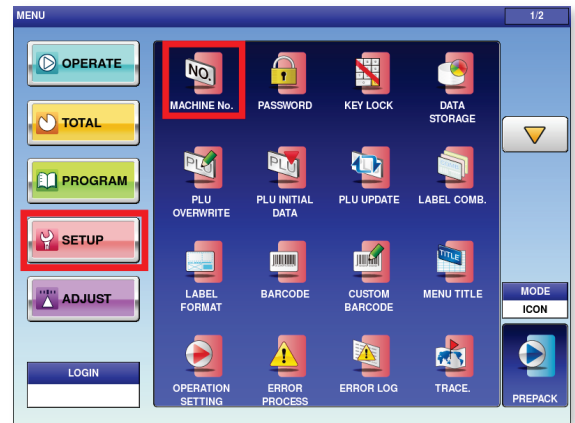 MENU
1/2
OPERATE
TOTAL
PROGRAM
SETUP
ADJUST
LOGIN
NO.
MACHINE No.
PASSWORD
KEY LOCK
DATA
STORAGE
PLU
PLU
OVERWRITE
PLU
PLU INITIAL
DATA
PLU UPDATE
LABEL COMB.
LABEL
FORMAT
BARCODE
CUSTOM
BARCODE
TITLE
MENU TITLE
OPERATION
SETTING
ERROR
PROCESS
ERROR LOG
TRACE.
MODE
ICON
PREPACK